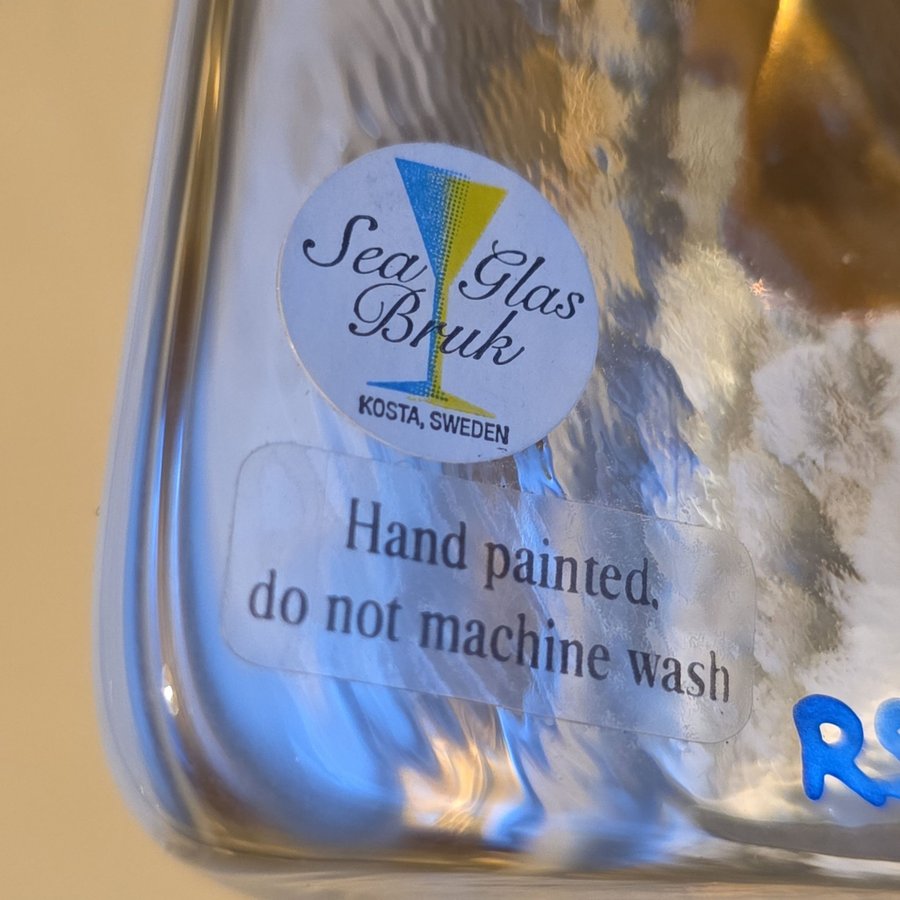 Sea Glas
Bruk
KOSTA, SWEDEN
Hand painted,
do not machine wash